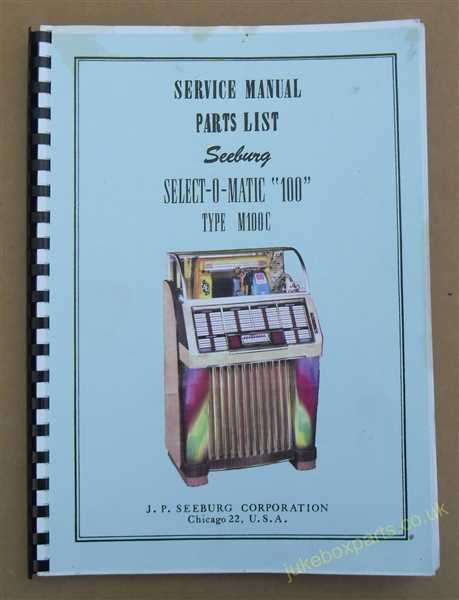 SERVICE MANUAL
PARTS LIST
Seeburg
SELECT-O-MATIC "100"
TYPE M100C
J. P. SEEBURG CORPORATION
Chicago 22, U.S.A.
jukeboxparts.co.uk